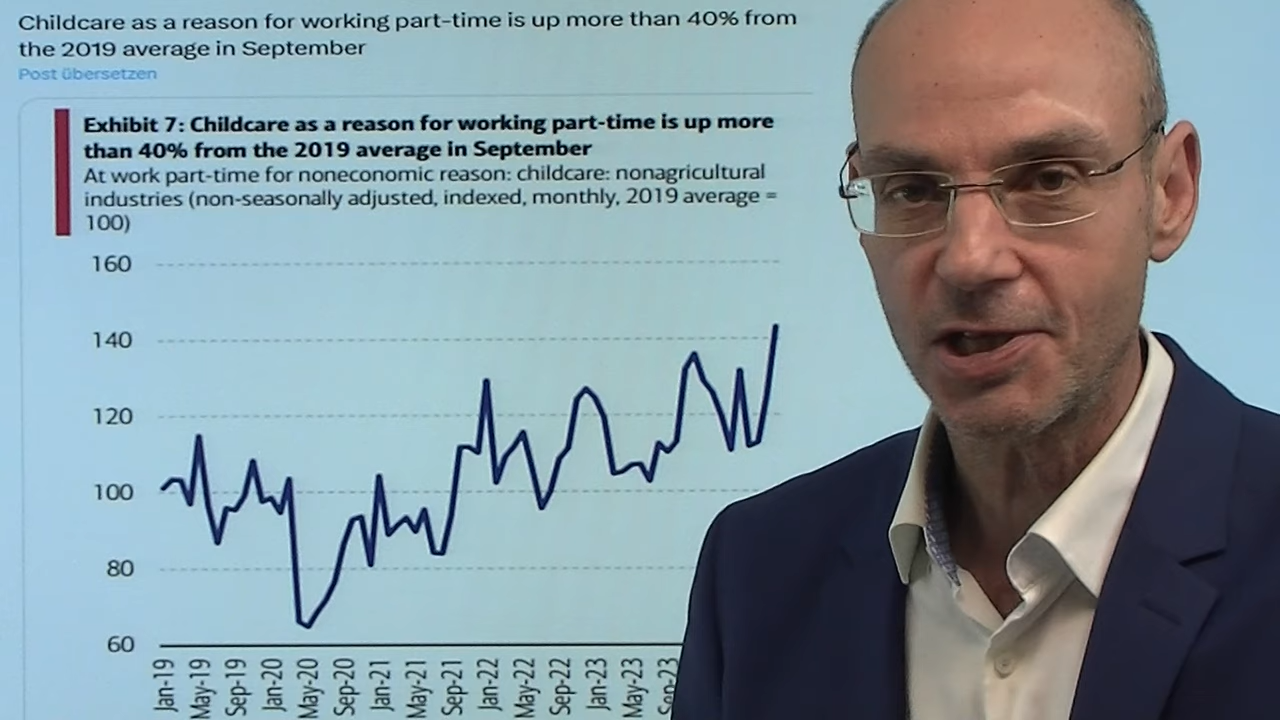 Childcare as a reason for working part-time is up more than 40% from
the 2019 average in September
Post übersetzen
Exhibit 7: Childcare as a reason for working part-time is up more
than 40% from the 2019 average in September
At work part-time for noneconomic reason: childcare: nonagricultural
industries (non-seasonally adjusted, indexed, monthly, 2019 average =
100)
160
140
120
100
80
60
Jan-19
May-19
Sep-19
Jan-20
May-20
Sep-20
Jan-21
May-21
Sep-21
Jan-22
May-22
Sep-22
Jan-23
May-23
Sep-23